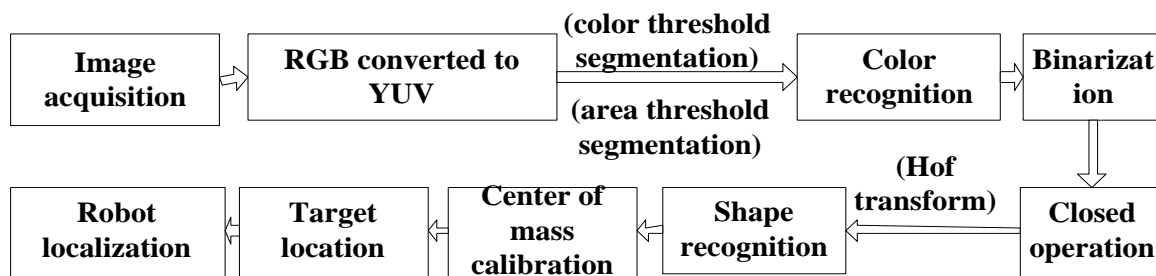 Image
acquisition
RGB converted to
YUV
(color threshold
segmentation)
(area threshold
segmentation)
Color
recognition
Binarizat
ion
(Hof
transform)
Closed
operation
Shape
recognition
Center of
mass
calibration
Target
location
Robot
localization